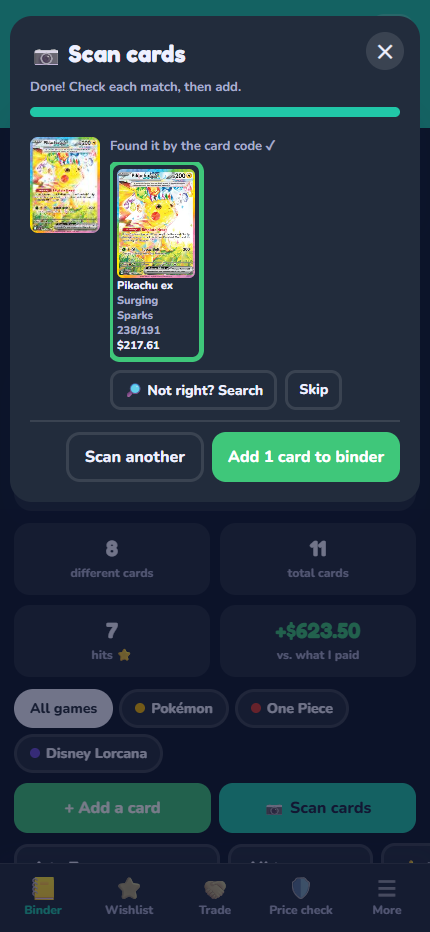 Scan cards
Done! Check each match, then add.
Found it by the card code ✓
200
200
Pikachu ex
Surging
Sparks
238/191
$217.61
Not right? Search
Skip
Scan another
Add 1 card to binder
8
different cards
11
total cards
7
hits
+$623.50
vs. what I paid
All games
Pokémon
One Piece
Disney Lorcana
+ Add a card
Scan cards
Binder
Wishlist
Trade
Price check
More